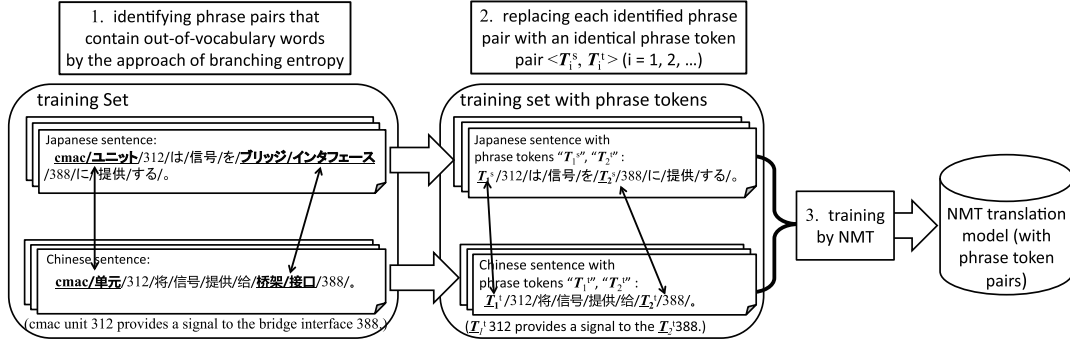 1. identifying phrase pairs that
contain out-of-vocabulary words
by the approach of branching entropy
2. replacing each identified phrase
pair with an identical phrase token
pair <Tᵢˢ, Tᵢᵗ> (i = 1, 2, …)
training Set
Japanese sentence:
cmac/ユニット/312/は/信号/を/ブリッジ/インタフェース
/388/に/提供/する/。
Chinese sentence:
cmac/单元/312/将/信号/提供/给/桥架/接口/388/。
(cmac unit 312 provides a signal to the bridge interface 388.)
training set with phrase tokens
Japanese sentence with
phrase tokens “T₁ˢ”, “T₂ᵗ” :
T₁ˢ/312/は/信号/を/T₂ˢ/388/に/提供/する/。
Chinese sentence with
phrase tokens “T₁ᵗ”, “T₂ᵗ” :
T₁ᵗ/312/将/信号/提供/给/T₂ᵗ/388/。
(T₁ᵗ 312 provides a signal to the T₂ᵗ 388.)
3. training
by NMT
NMT translation
model (with
phrase token
pairs)